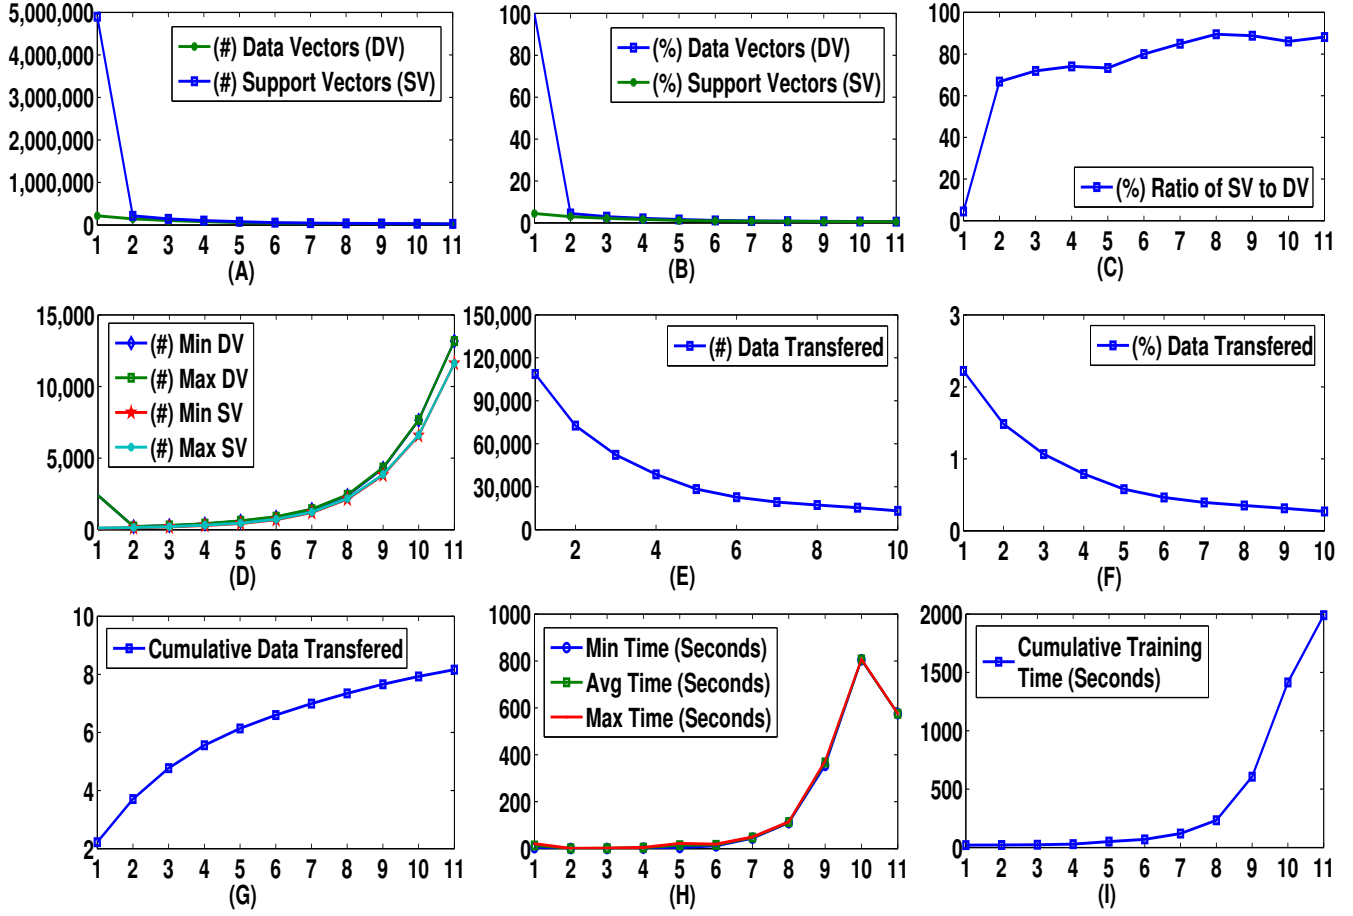 5,000,000
4,000,000
3,000,000
2,000,000
1,000,000
0
1 2 3 4 5 6 7 8 9 10 11
(#) Data Vectors (DV)
(#) Support Vectors (SV)
(A)
100
80
60
40
20
0
1 2 3 4 5 6 7 8 9 10 11
(%) Data Vectors (DV)
(%) Support Vectors (SV)
(B)
100
80
60
40
20
0
1 2 3 4 5 6 7 8 9 10 11
(%) Ratio of SV to DV
(C)
15,000
10,000
5,000
0
1 2 3 4 5 6 7 8 9 10 11
(#) Min DV
(#) Max DV
(#) Min SV
(#) Max SV
(D)
150,000
120,000
90,000
60,000
30,000
0
2 4 6 8 10
(#) Data Transfered
(E)
3
2
1
0
1 2 3 4 5 6 7 8 9 10
(%) Data Transfered
(F)
10
8
6
4
2
1 2 3 4 5 6 7 8 9 10 11
Cumulative Data Transfered
(G)
1000
800
600
400
200
0
1 2 3 4 5 6 7 8 9 10 11
Min Time (Seconds)
Avg Time (Seconds)
Max Time (Seconds)
(H)
2000
1500
1000
500
0
1 2 3 4 5 6 7 8 9 10 11
Cumulative Training
Time (Seconds)
(I)